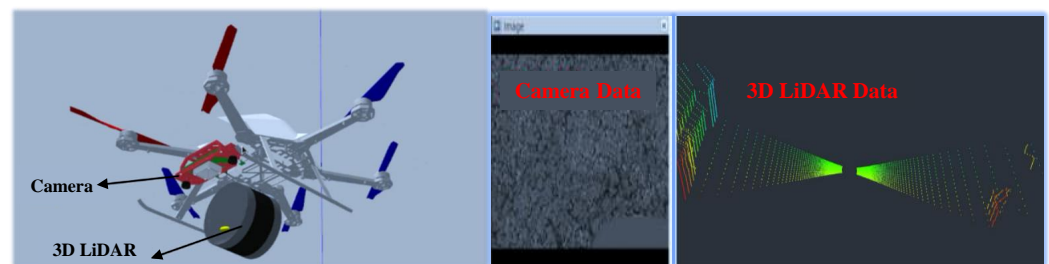 Image
Camera Data
3D LiDAR Data
Camera
3D LiDAR